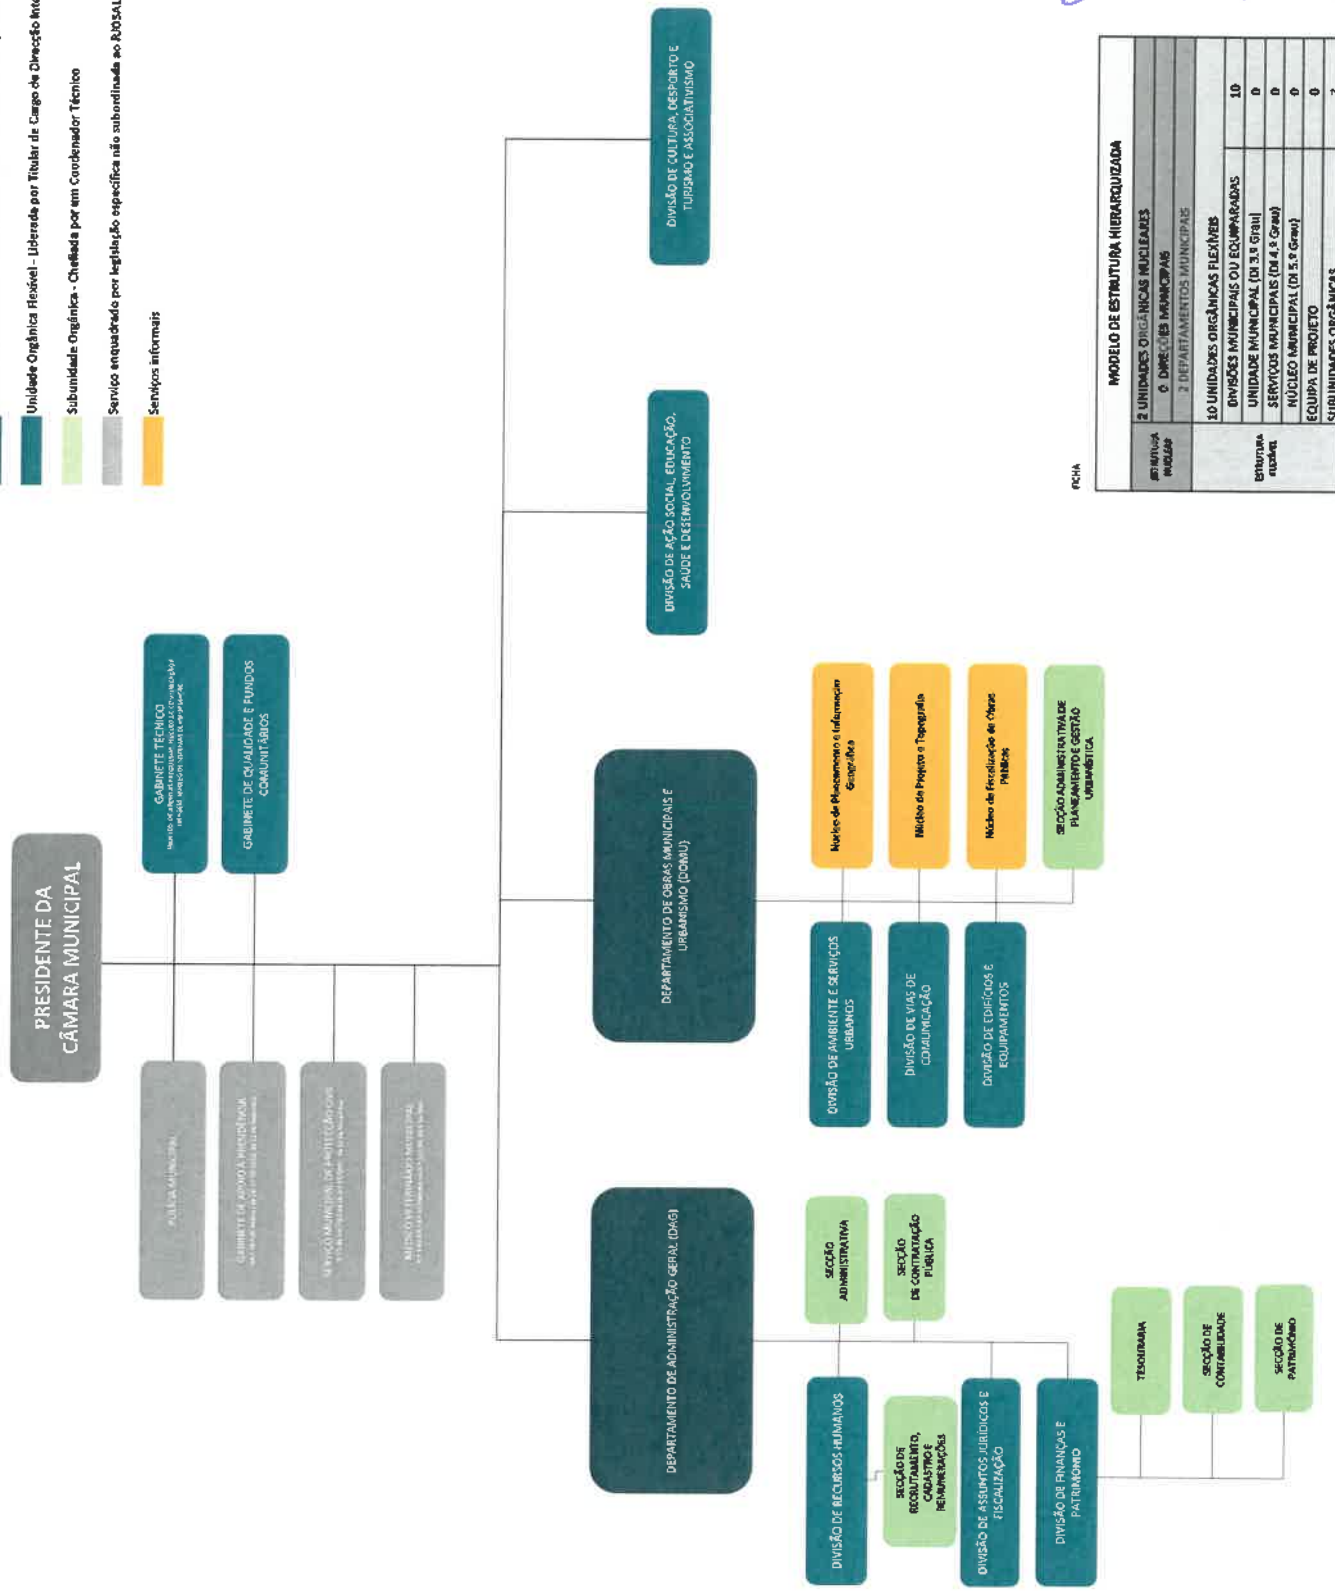 Unidade Orgânica Flexível - Liderada por Titular de Cargo de Direcção
Subunidade Orgânica - Chefiada por um Coordenador Técnico
Serviço enquadrado por legislação específica não subordinada ao RJOSAL
Serviços informais
PRESIDENTE DA
CÂMARA MUNICIPAL
POLÍCIA MUNICIPAL
GABINETE DE APOIO À PRESIDÊNCIA
SERVIÇO MUNICIPAL DE PROTECÇÃO CIVIL
MÉDICO VETERINÁRIO MUNICIPAL
GABINETE TÉCNICO
GABINETE DE QUALIDADE E FUNDOS
COMUNITÁRIOS
DEPARTAMENTO DE ADMINISTRAÇÃO GERAL (DAG)
DEPARTAMENTO DE OBRAS MUNICIPAIS E
URBANISMO (DOMU)
DIVISÃO DE AÇÃO SOCIAL, EDUCAÇÃO,
SAÚDE E DESENVOLVIMENTO
DIVISÃO DE CULTURA, DESPORTO E
TURISMO E ASSOCIATIVISMO
DIVISÃO DE RECURSOS HUMANOS
SECÇÃO
ADMINISTRATIVA
SECÇÃO DE
RECRUTAMENTO,
CADASTRO E
REMUNERAÇÕES
SECÇÃO
DE CONTRATAÇÃO
PÚBLICA
DIVISÃO DE ASSUNTOS JURÍDICOS E
FISCALIZAÇÃO
DIVISÃO DE FINANÇAS E
PATRIMÓNIO
TESOURARIA
SECÇÃO DE
CONTABILIDADE
SECÇÃO DE
PATRIMÓNIO
DIVISÃO DE AMBIENTE E SERVIÇOS
URBANOS
DIVISÃO DE VIAS DE
COMUNICAÇÃO
DIVISÃO DE EDIFÍCIOS E
EQUIPAMENTOS
Núcleo de Planeamento e Informação
Geográfica
Núcleo de Projeto e Topografia
Núcleo de Fiscalização de Obras
Públicas
SECÇÃO ADMINISTRATIVA DE
PLANEAMENTO E GESTÃO
URBANÍSTICA
FICHA
MODELO DE ESTRUTURA HIERARQUIZADA
ESTRUTURA
NUCLEAR
2 UNIDADES ORGÂNICAS NUCLEARES
0 DIREÇÕES MUNICIPAIS
2 DEPARTAMENTOS MUNICIPAIS
ESTRUTURA
FLEXÍVEL
10 UNIDADES ORGÂNICAS FLEXÍVEIS
DIVISÕES MUNICIPAIS OU EQUIPARADAS 10
UNIDADE MUNICIPAL (DI 3.º Grau) 0
SERVIÇOS MUNICIPAIS (DI 4.º Grau) 0
NÚCLEO MUNICIPAL (DI 5.º Grau) 0
EQUIPA DE PROJETO 0
SUBUNIDADES ORGÂNICAS